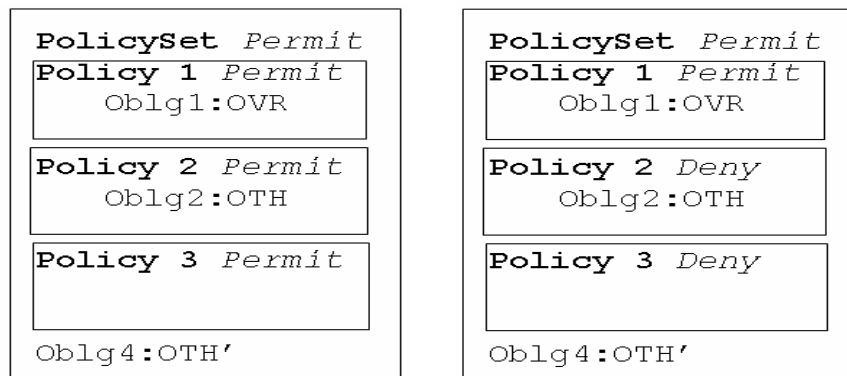 PolicySet Permit
Policy 1 Permit
Oblg1:OVR
Policy 2 Permit
Oblg2:OTH
Policy 3 Permit
Oblg4:OTH'
PolicySet Permit
Policy 1 Permit
Oblg1:OVR
Policy 2 Deny
Oblg2:OTH
Policy 3 Deny
Oblg4:OTH'